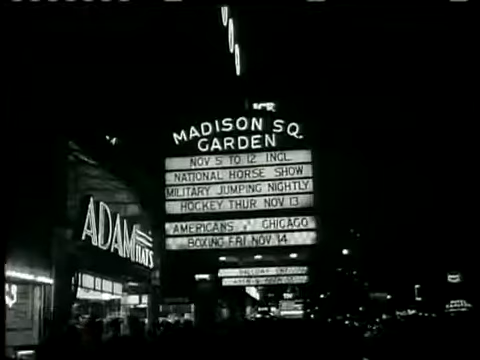 MADISON SQ.
GARDEN
NOV 5 TO 12 INCL
NATIONAL HORSE SHOW
MILITARY JUMPING NIGHTLY
HOCKEY THUR NOV 13
AMERICANS CHICAGO
BOXING FRI NOV 14
ADAM
HATS